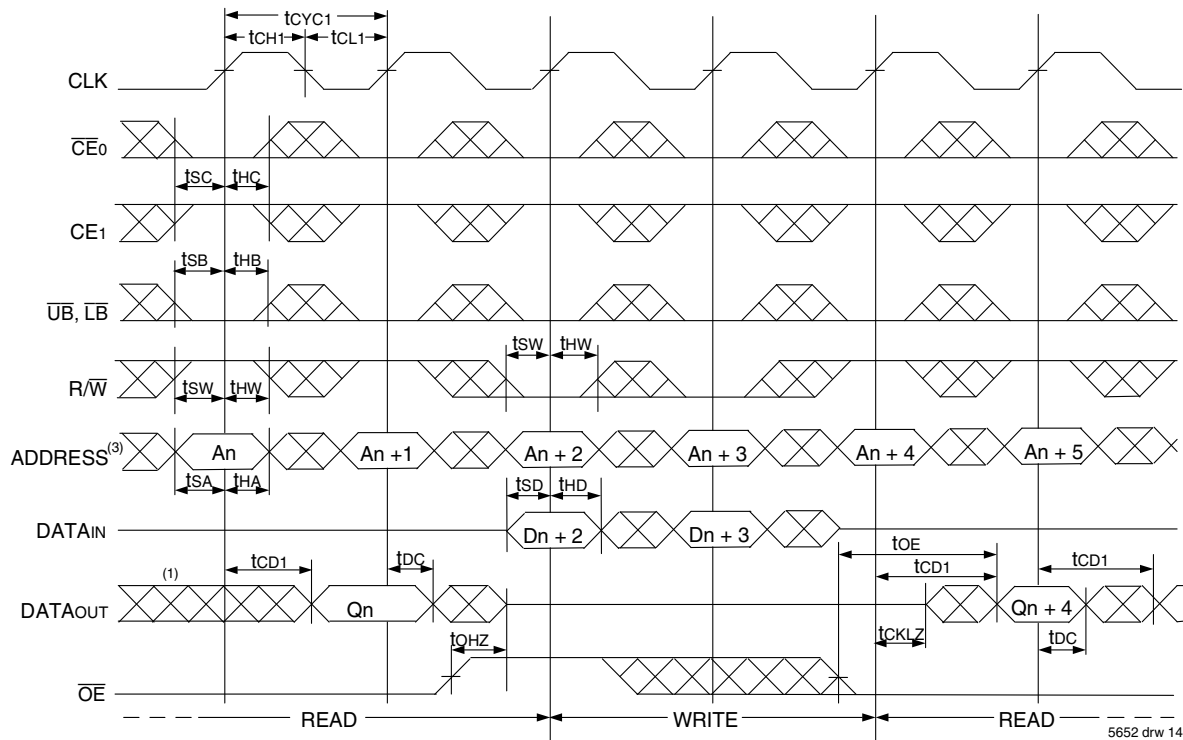 tCYC1
tCH1 tCL1
CLK
CE0
tSC tHC
CE1
tSB tHB
UB, LB
tSW tHW
R/W
tSW tHW
ADDRESS(3) An An +1 An + 2 An + 3 An + 4 An + 5
tSA tHA tSD tHD
DATAIN Dn + 2 Dn + 3
tOE
(1) tCD1 tDC tCD1 tCD1
DATAOUT Qn Qn + 4
tOHZ tCKLZ tDC
OE
READ WRITE READ
5652 drw 14